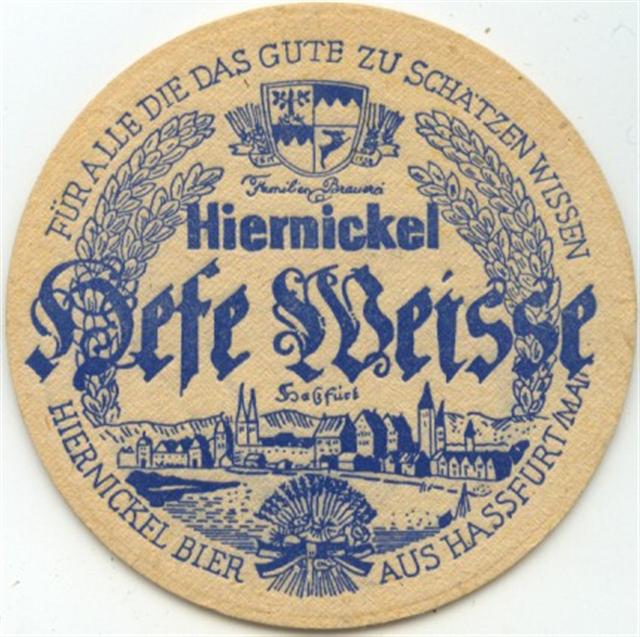 FÜR ALLE DIE DAS GUTE ZU SCHÄTZEN WISSEN
Familien-Brauerei
Hiernickel
Hefe Weisse
Haßfurt
HIERNICKEL BIER AUS HASSFURT/MAIN